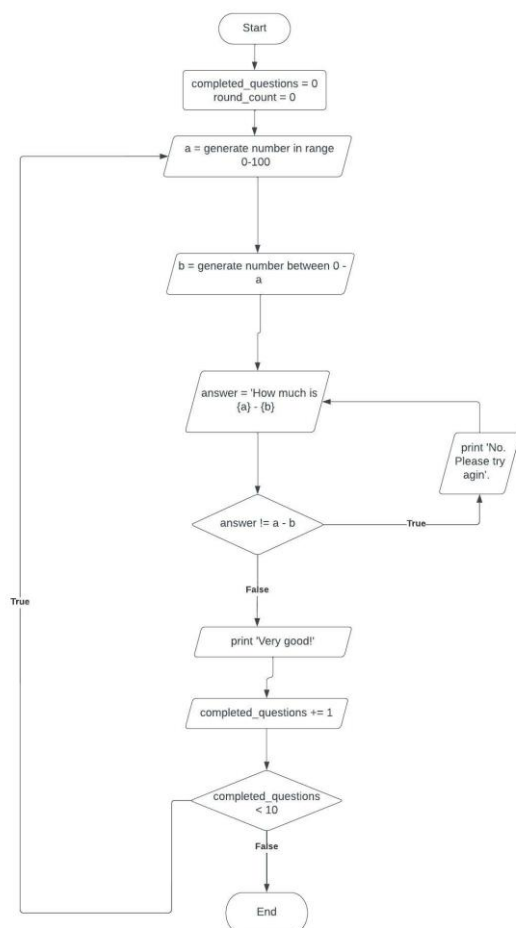 Start
completed_questions = 0
round_count = 0
a = generate number in range
0-100
b = generate number between 0 -
a
answer = 'How much is
{a} - {b}
print 'No.
Please try
agin'.
answer != a - b
True
False
True
print 'Very good!'
completed_questions += 1
completed_questions
< 10
False
End